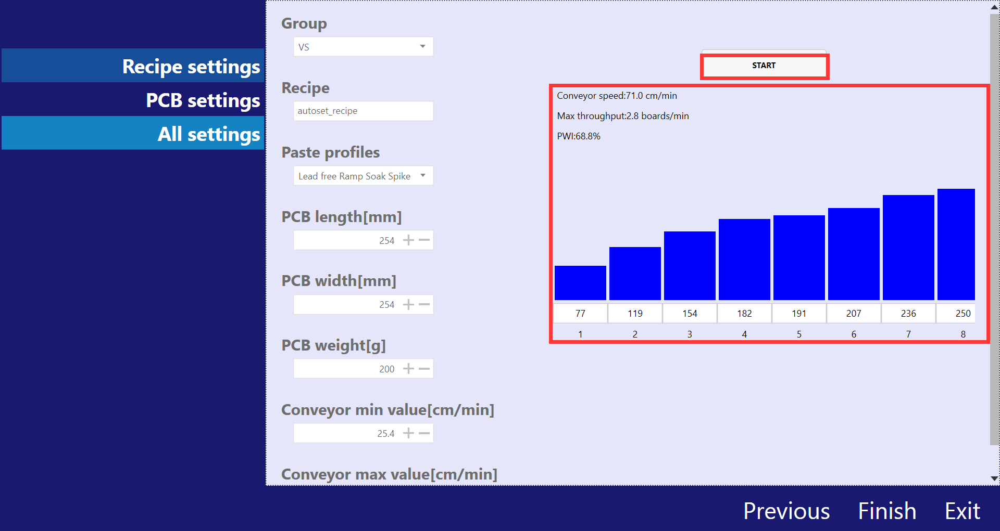 Recipe settings
PCB settings
All settings
Group
VS
Recipe
autoset_recipe
Paste profiles
Lead free Ramp Soak Spike
PCB length[mm]
254
PCB width[mm]
254
PCB weight[g]
200
Conveyor min value[cm/min]
25.4
Conveyor max value[cm/min]
START
Conveyor speed:71.0 cm/min
Max throughput:2.8 boards/min
PWI:68.8%
77 119 154 182 191 207 236 250
1 2 3 4 5 6 7 8
Previous Finish Exit